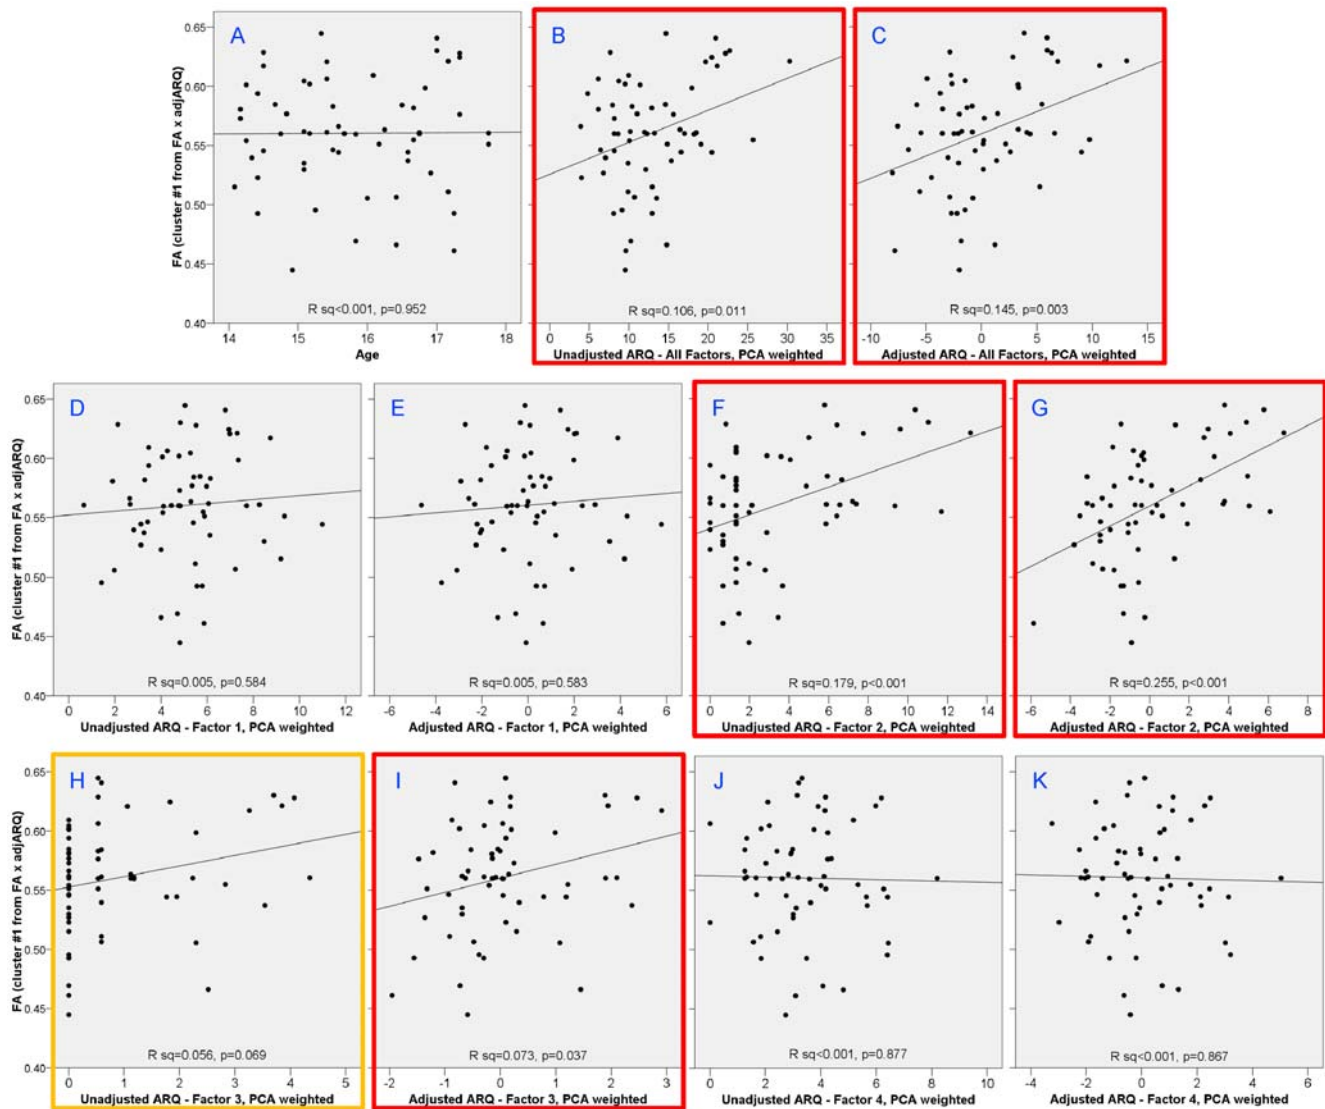 A
B
C
FA (cluster #1 from FA x adjARQ)
0.65
0.60
0.55
0.50
0.45
0.40
R sq<0.001, p=0.952
R sq=0.106, p=0.011
R sq=0.145, p=0.003
14 15 16 17 18
0 5 10 15 20 25 30 35
-10 -5 0 5 10 15
Age
Unadjusted ARQ - All Factors, PCA weighted
Adjusted ARQ - All Factors, PCA weighted
D
E
F
G
FA (cluster #1 from FA x adjARQ)
0.65
0.60
0.55
0.50
0.45
0.40
R sq=0.005, p=0.584
R sq=0.005, p=0.583
R sq=0.179, p<0.001
R sq=0.255, p<0.001
0 2 4 6 8 10 12
-6 -4 -2 0 2 4 6
0 2 4 6 8 10 12 14
-6 -4 -2 0 2 4 6 8
Unadjusted ARQ - Factor 1, PCA weighted
Adjusted ARQ - Factor 1, PCA weighted
Unadjusted ARQ - Factor 2, PCA weighted
Adjusted ARQ - Factor 2, PCA weighted
H
I
J
K
FA (cluster #1 from FA x adjARQ)
0.65
0.60
0.55
0.50
0.45
0.40
R sq=0.056, p=0.069
R sq=0.073, p=0.037
R sq<0.001, p=0.877
R sq<0.001, p=0.867
0 1 2 3 4 5
-2 -1 0 1 2 3
0 2 4 6 8 10
-4 -2 0 2 4 6
Unadjusted ARQ - Factor 3, PCA weighted
Adjusted ARQ - Factor 3, PCA weighted
Unadjusted ARQ - Factor 4, PCA weighted
Adjusted ARQ - Factor 4, PCA weighted